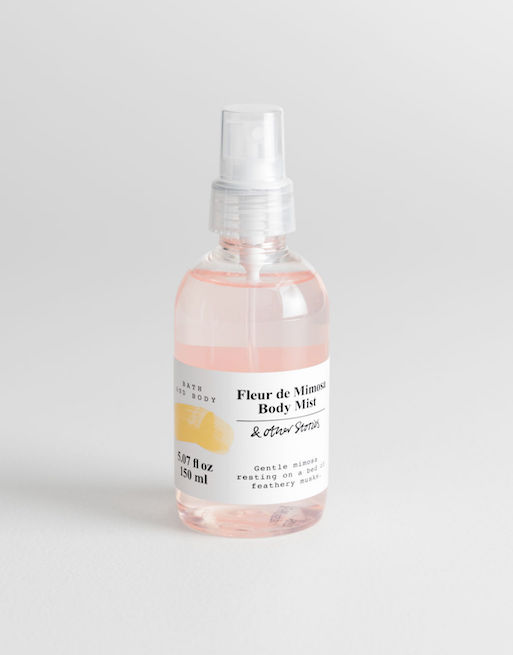 BATH
AND BODY
5.07 fl oz
150 ml
Fleur de Mimosa
Body Mist
& other Stories
Gentle mimosa
resting on a bed of
feathery musks.